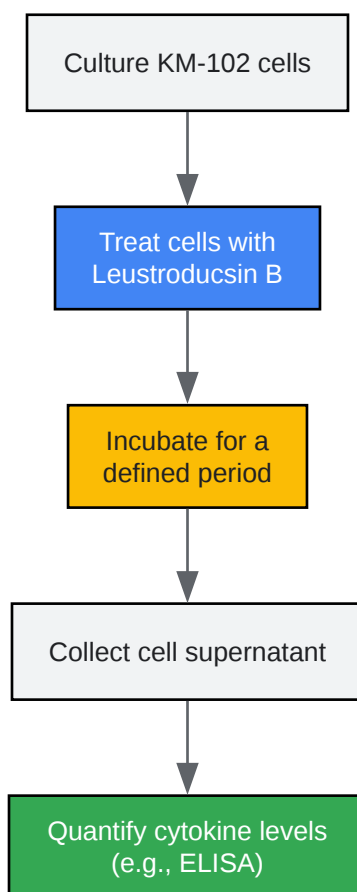 Culture KM-102 cells
Treat cells with
Leustroducsin B
Incubate for a
defined period
Collect cell supernatant
Quantify cytokine levels
(e.g., ELISA)